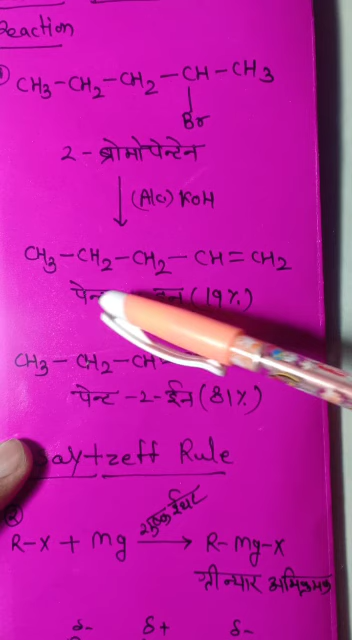 Reaction
CH3-CH2-CH2-CH-CH3
Br
2-ब्रोमोपेन्टेन
(Alc) KOH
CH3-CH2-CH2-CH=CH2
(19%)
CH3-CH2-CH=
पेन्ट-2-ईन (81%)
Saytzeff Rule
② शुष्क ईथर
R-X + Mg → R-Mg-X
ग्रीन्यार अभिकर्मक
δ- δ+ δ-